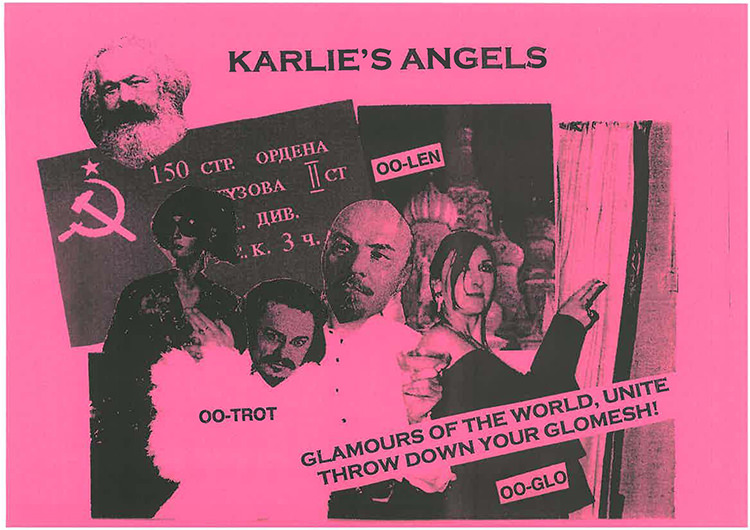 KARLIE'S ANGELS
150 СТР. ОРДЕНА
ТУЗОВА II СТ
ДИВ.
К. 3 Ч.
OO-LEN
OO-TROT
GLAMOURS OF THE WORLD, UNITE
THROW DOWN YOUR GLOMESH!
OO-GLO